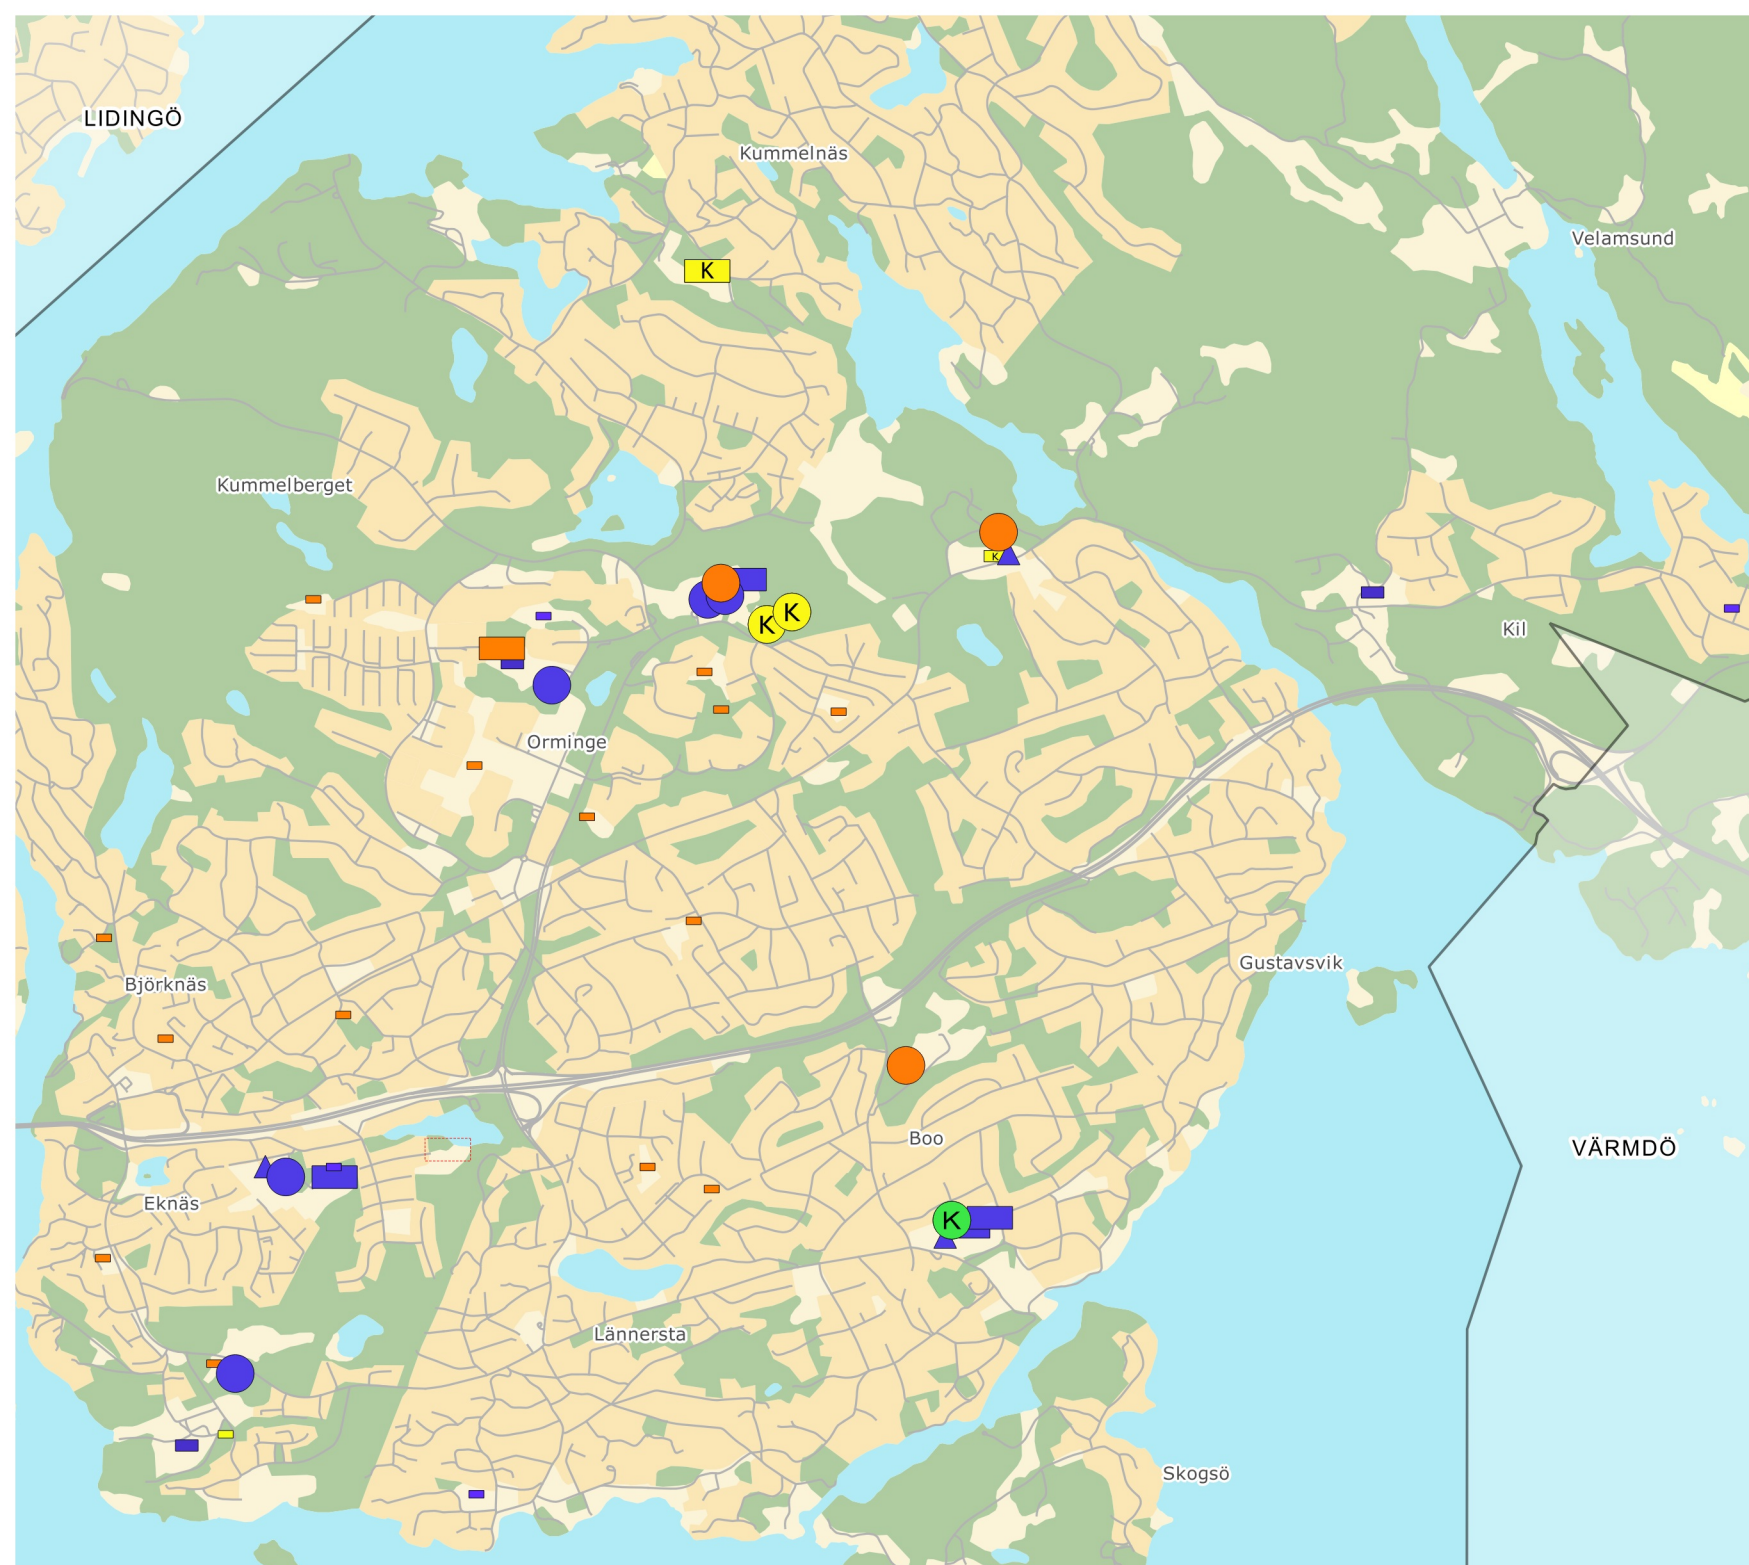 LIDINGÖ
Kummelnäs
Velamsund
K
Kummelberget
K
K
K
Kil
Orminge
Gustavsvik
Björknäs
Boo
VÄRMDÖ
Eknäs
K
Lännersta
Skogsö